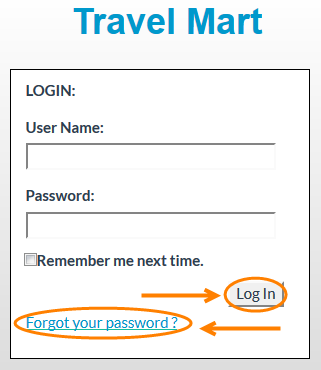 Travel Mart
LOGIN:
User Name:
Password:
Remember me next time.
Log In
Forgot your password ?